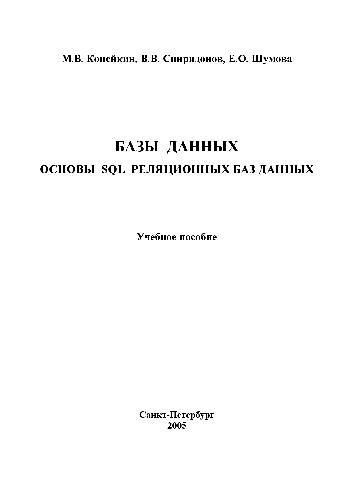 М.В. Копейкин, В.В. Спиридонов, Е.О. Шумова
БАЗЫ ДАННЫХ
ОСНОВЫ SQL РЕЛЯЦИОННЫХ БАЗ ДАННЫХ
Учебное пособие
Санкт-Петербург
2005